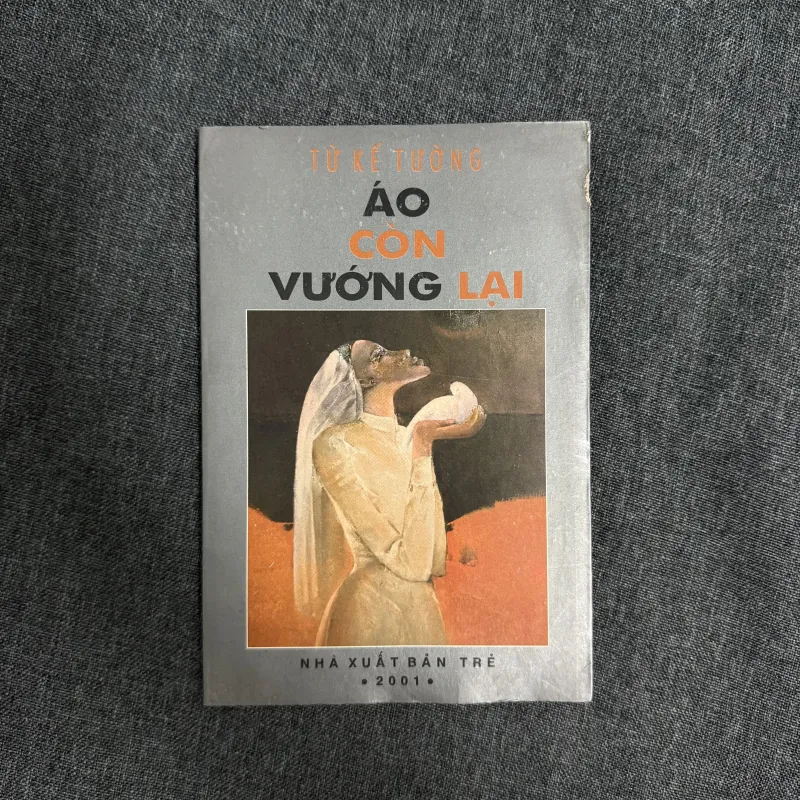 TỪ KẾ TƯỜNG
ÁO
CÒN
VƯỚNG LẠI
NHÀ XUẤT BẢN TRẺ
• 2001 •